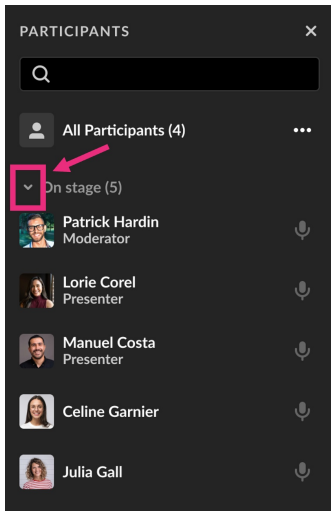 PARTICIPANTS
All Participants (4)
On stage (5)
Patrick Hardin
Moderator
Lorie Corel
Presenter
Manuel Costa
Presenter
Celine Garnier
Julia Gall